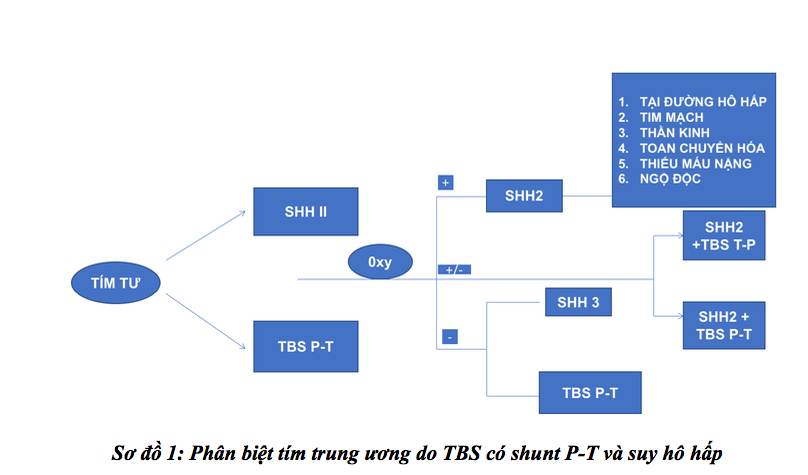 1. TẠI ĐƯỜNG HÔ HẤP
2. TIM MẠCH
3. THẦN KINH
4. TOAN CHUYỂN HÓA
5. THIẾU MÁU NẶNG
6. NGỘ ĐỘC
+
SHH2
SHH II
SHH2
+TBS T-P
0xy
+/-
TÍM TƯ
SHH 3
SHH2 +
TBS P-T
-
TBS P-T
TBS P-T
Sơ đồ 1: Phân biệt tím trung ương do TBS có shunt P-T và suy hô hấp